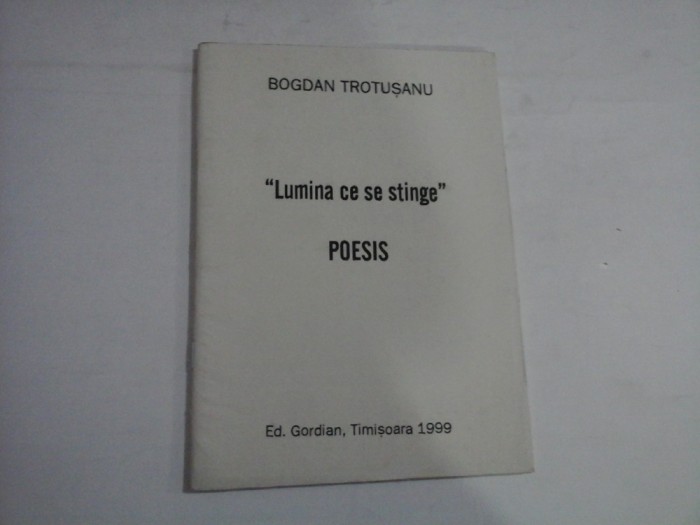 BOGDAN TROTUȘANU
"Lumina ce se stinge"
POESIS
Ed. Gordian, Timișoara 1999